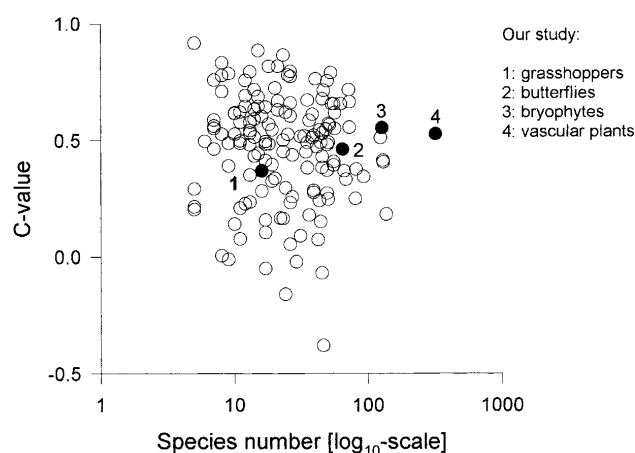 Our study:
1: grasshoppers
2: butterflies
3: bryophytes
4: vascular plants
C-value
1.0
0.5
0.0
-0.5
1
2
3
4
1
10
100
1000
Species number [log₁₀-scale]